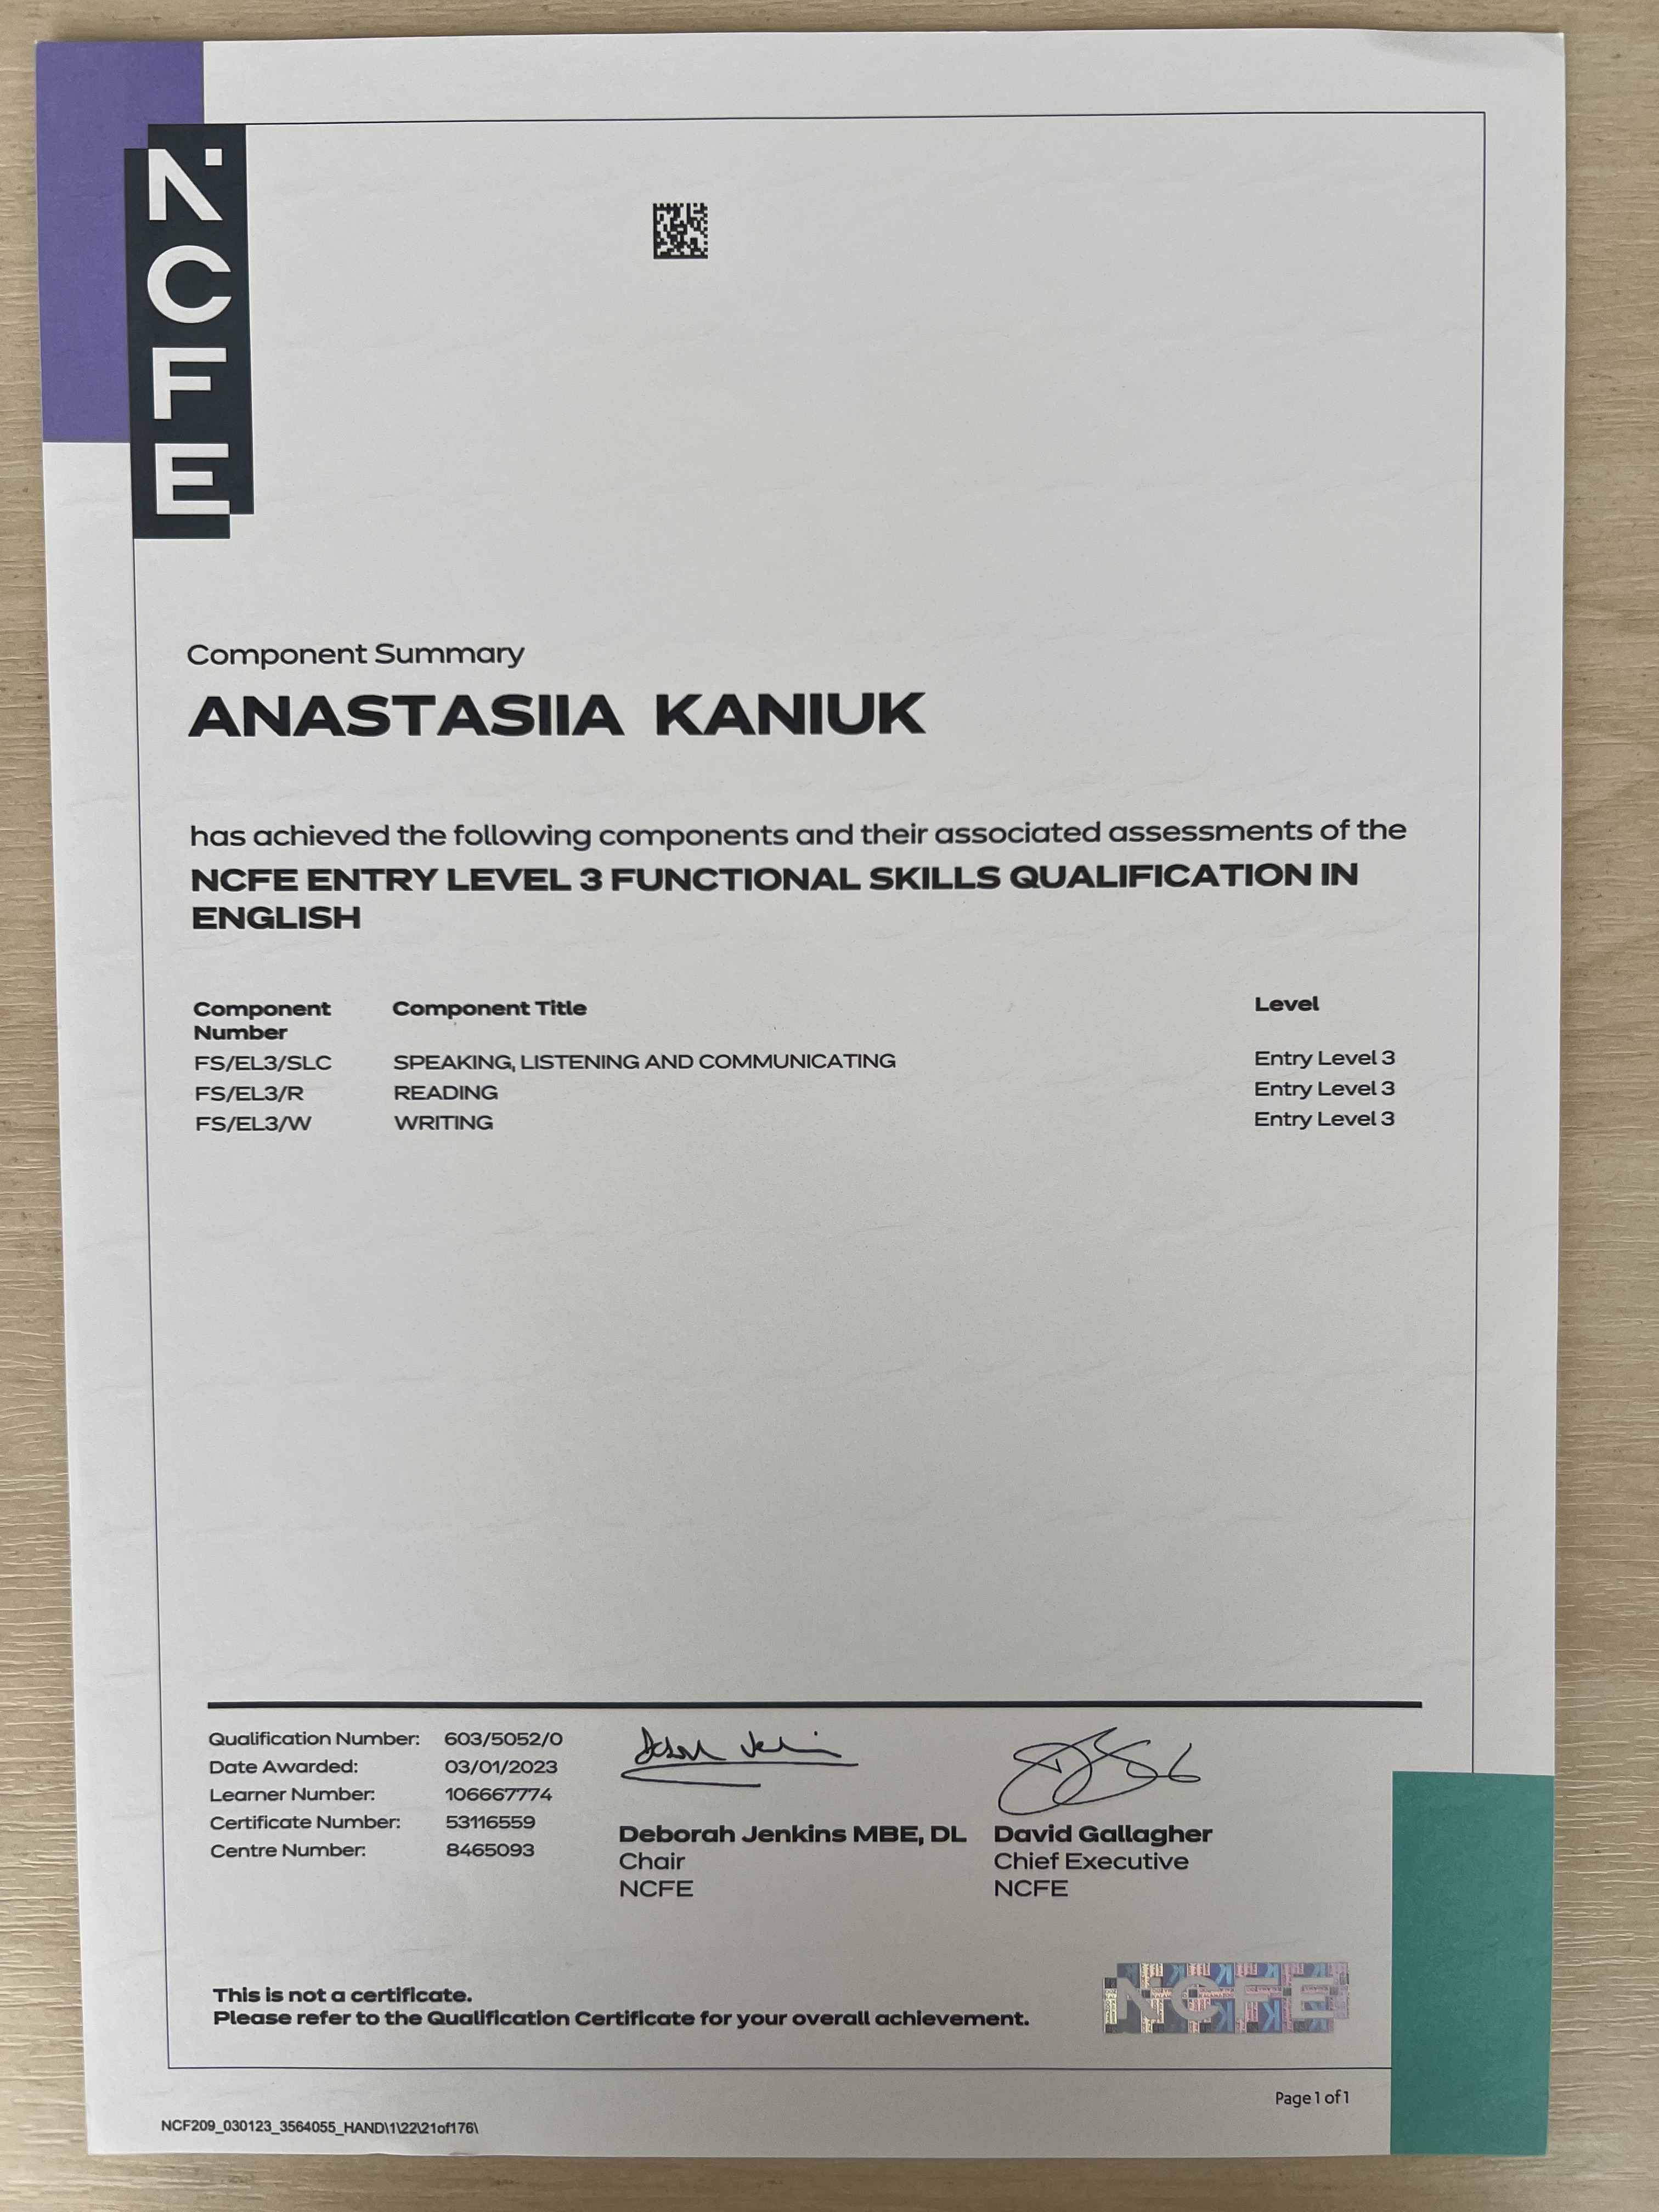 NCFE
Component Summary
ANASTASIIA KANIUK
has achieved the following components and their associated assessments of the
NCFE ENTRY LEVEL 3 FUNCTIONAL SKILLS QUALIFICATION IN
ENGLISH
Component Number Component Title Level
FS/EL3/SLC SPEAKING, LISTENING AND COMMUNICATING Entry Level 3
FS/EL3/R READING Entry Level 3
FS/EL3/W WRITING Entry Level 3
Qualification Number: 603/5052/0
Date Awarded: 03/01/2023
Learner Number: 106667774
Certificate Number: 53116559
Centre Number: 8465093
Deborah Jenkins MBE, DL
Chair
NCFE
David Gallagher
Chief Executive
NCFE
This is not a certificate.
Please refer to the Qualification Certificate for your overall achievement.
NCFE
Page 1 of 1
NCF209_030123_3564055_HAND\1\22\21of176\